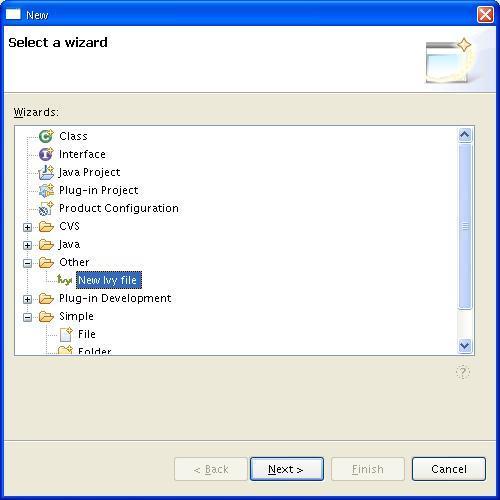 New
Select a wizard
Wizards:
Class
Interface
Java Project
Plug-in Project
Product Configuration
CVS
Java
Other
New Ivy file
Plug-in Development
Simple
File
Folder
?
< Back
Next >
Finish
Cancel